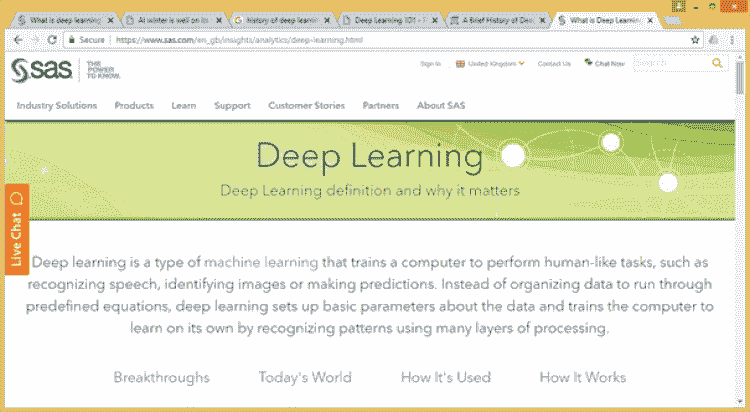 What is deep learning
AI winter is well on its
history of deep learnin
Deep Learning 101 - 
A Brief History of De
What is Deep Learning
Secure
https://www.sas.com/en_gb/insights/analytics/deep-learning.html
sas
THE
POWER
TO KNOW.
Sign In
United Kingdom
Contact Us
Chat Now
Search
Industry Solutions
Products
Learn
Support
Customer Stories
Partners
About SAS
Deep Learning
Deep Learning definition and why it matters
Live Chat
Deep learning is a type of machine learning that trains a computer to perform human-like tasks, such as
recognizing speech, identifying images or making predictions. Instead of organizing data to run through
predefined equations, deep learning sets up basic parameters about the data and trains the computer to
learn on its own by recognizing patterns using many layers of processing.
Breakthroughs
Today's World
How It's Used
How It Works